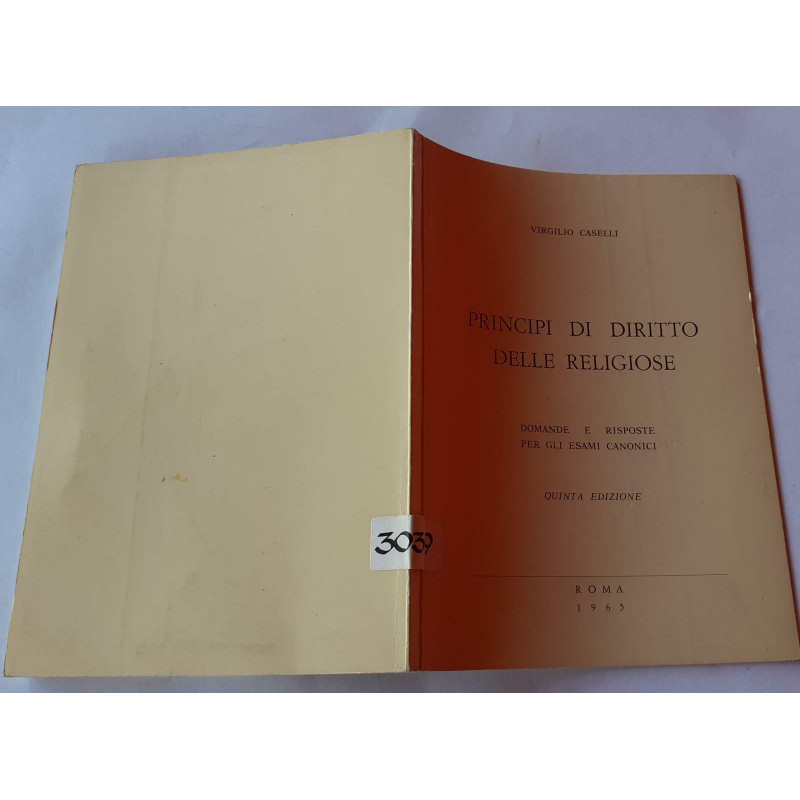 VIRGILIO CASELLI
PRINCIPI DI DIRITTO
DELLE RELIGIOSE
DOMANDE E RISPOSTE
PER GLI ESAMI CANONICI
QUINTA EDIZIONE
ROMA
1965
3039